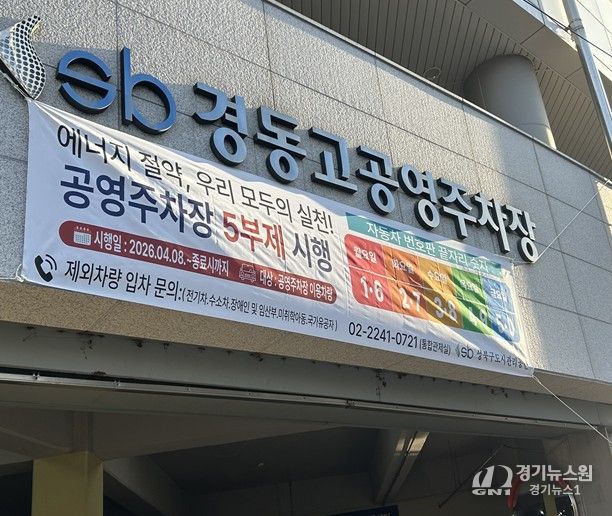 sb 경동고공영주차장
에너지 절약, 우리 모두의 실천!
공영주차장 5부제 시행
시행일 : 2026.04.08.~종료시까지
대상 : 공영주차장 이용차량
제외차량 입차 문의:(전기차.수소차.장애인 및 임산부.미취학아동.국가유공자)
02-2241-0721(통합관제실)
sb 성북구도시관리공단
자동차 번호판 끝자리 숫자
월요일 화요일 수요일 목요일 금요일
1·6 2·7 3·8 4·9 5·0
GN1 경기뉴스원
경기뉴스1